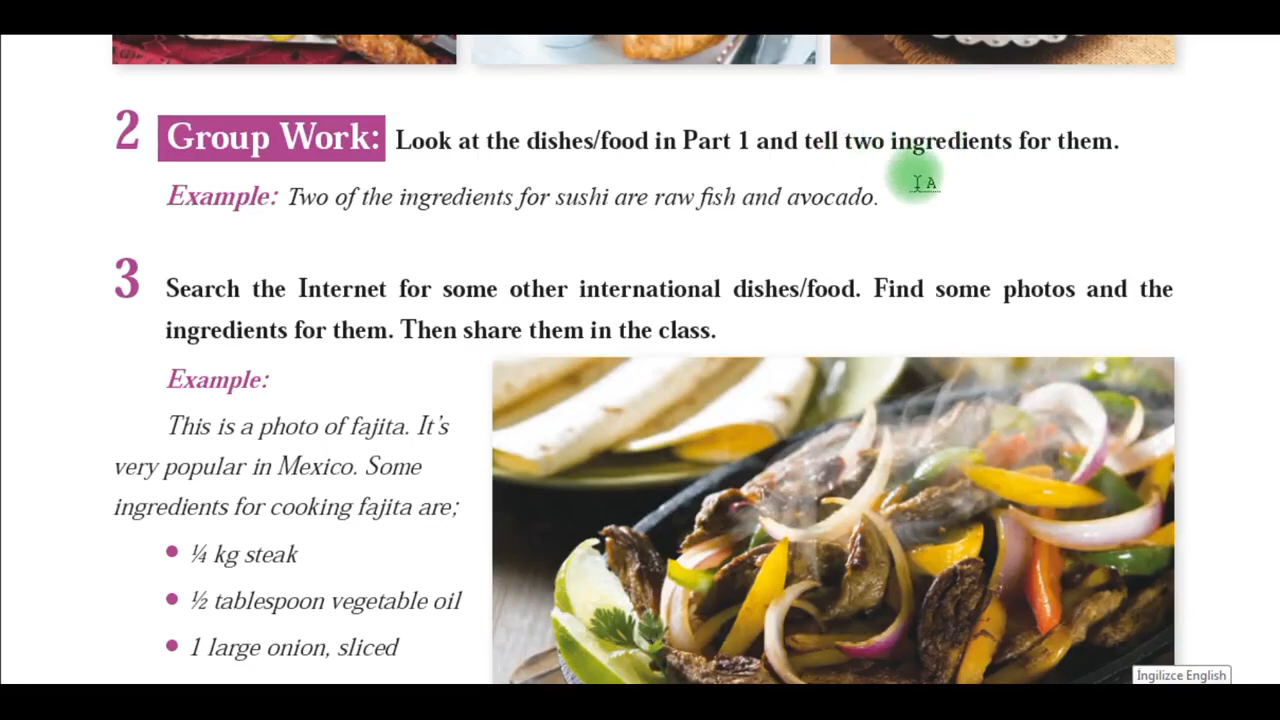 2 Group Work: Look at the dishes/food in Part 1 and tell two ingredients for them.
Example: Two of the ingredients for sushi are raw fish and avocado.
A
3 Search the Internet for some other international dishes/food. Find some photos and the
ingredients for them. Then share them in the class.
Example:
This is a photo of fajita. It's
very popular in Mexico. Some
ingredients for cooking fajita are;
• ¼ kg steak
• ½ tablespoon vegetable oil
• 1 large onion, sliced
İngilizce English